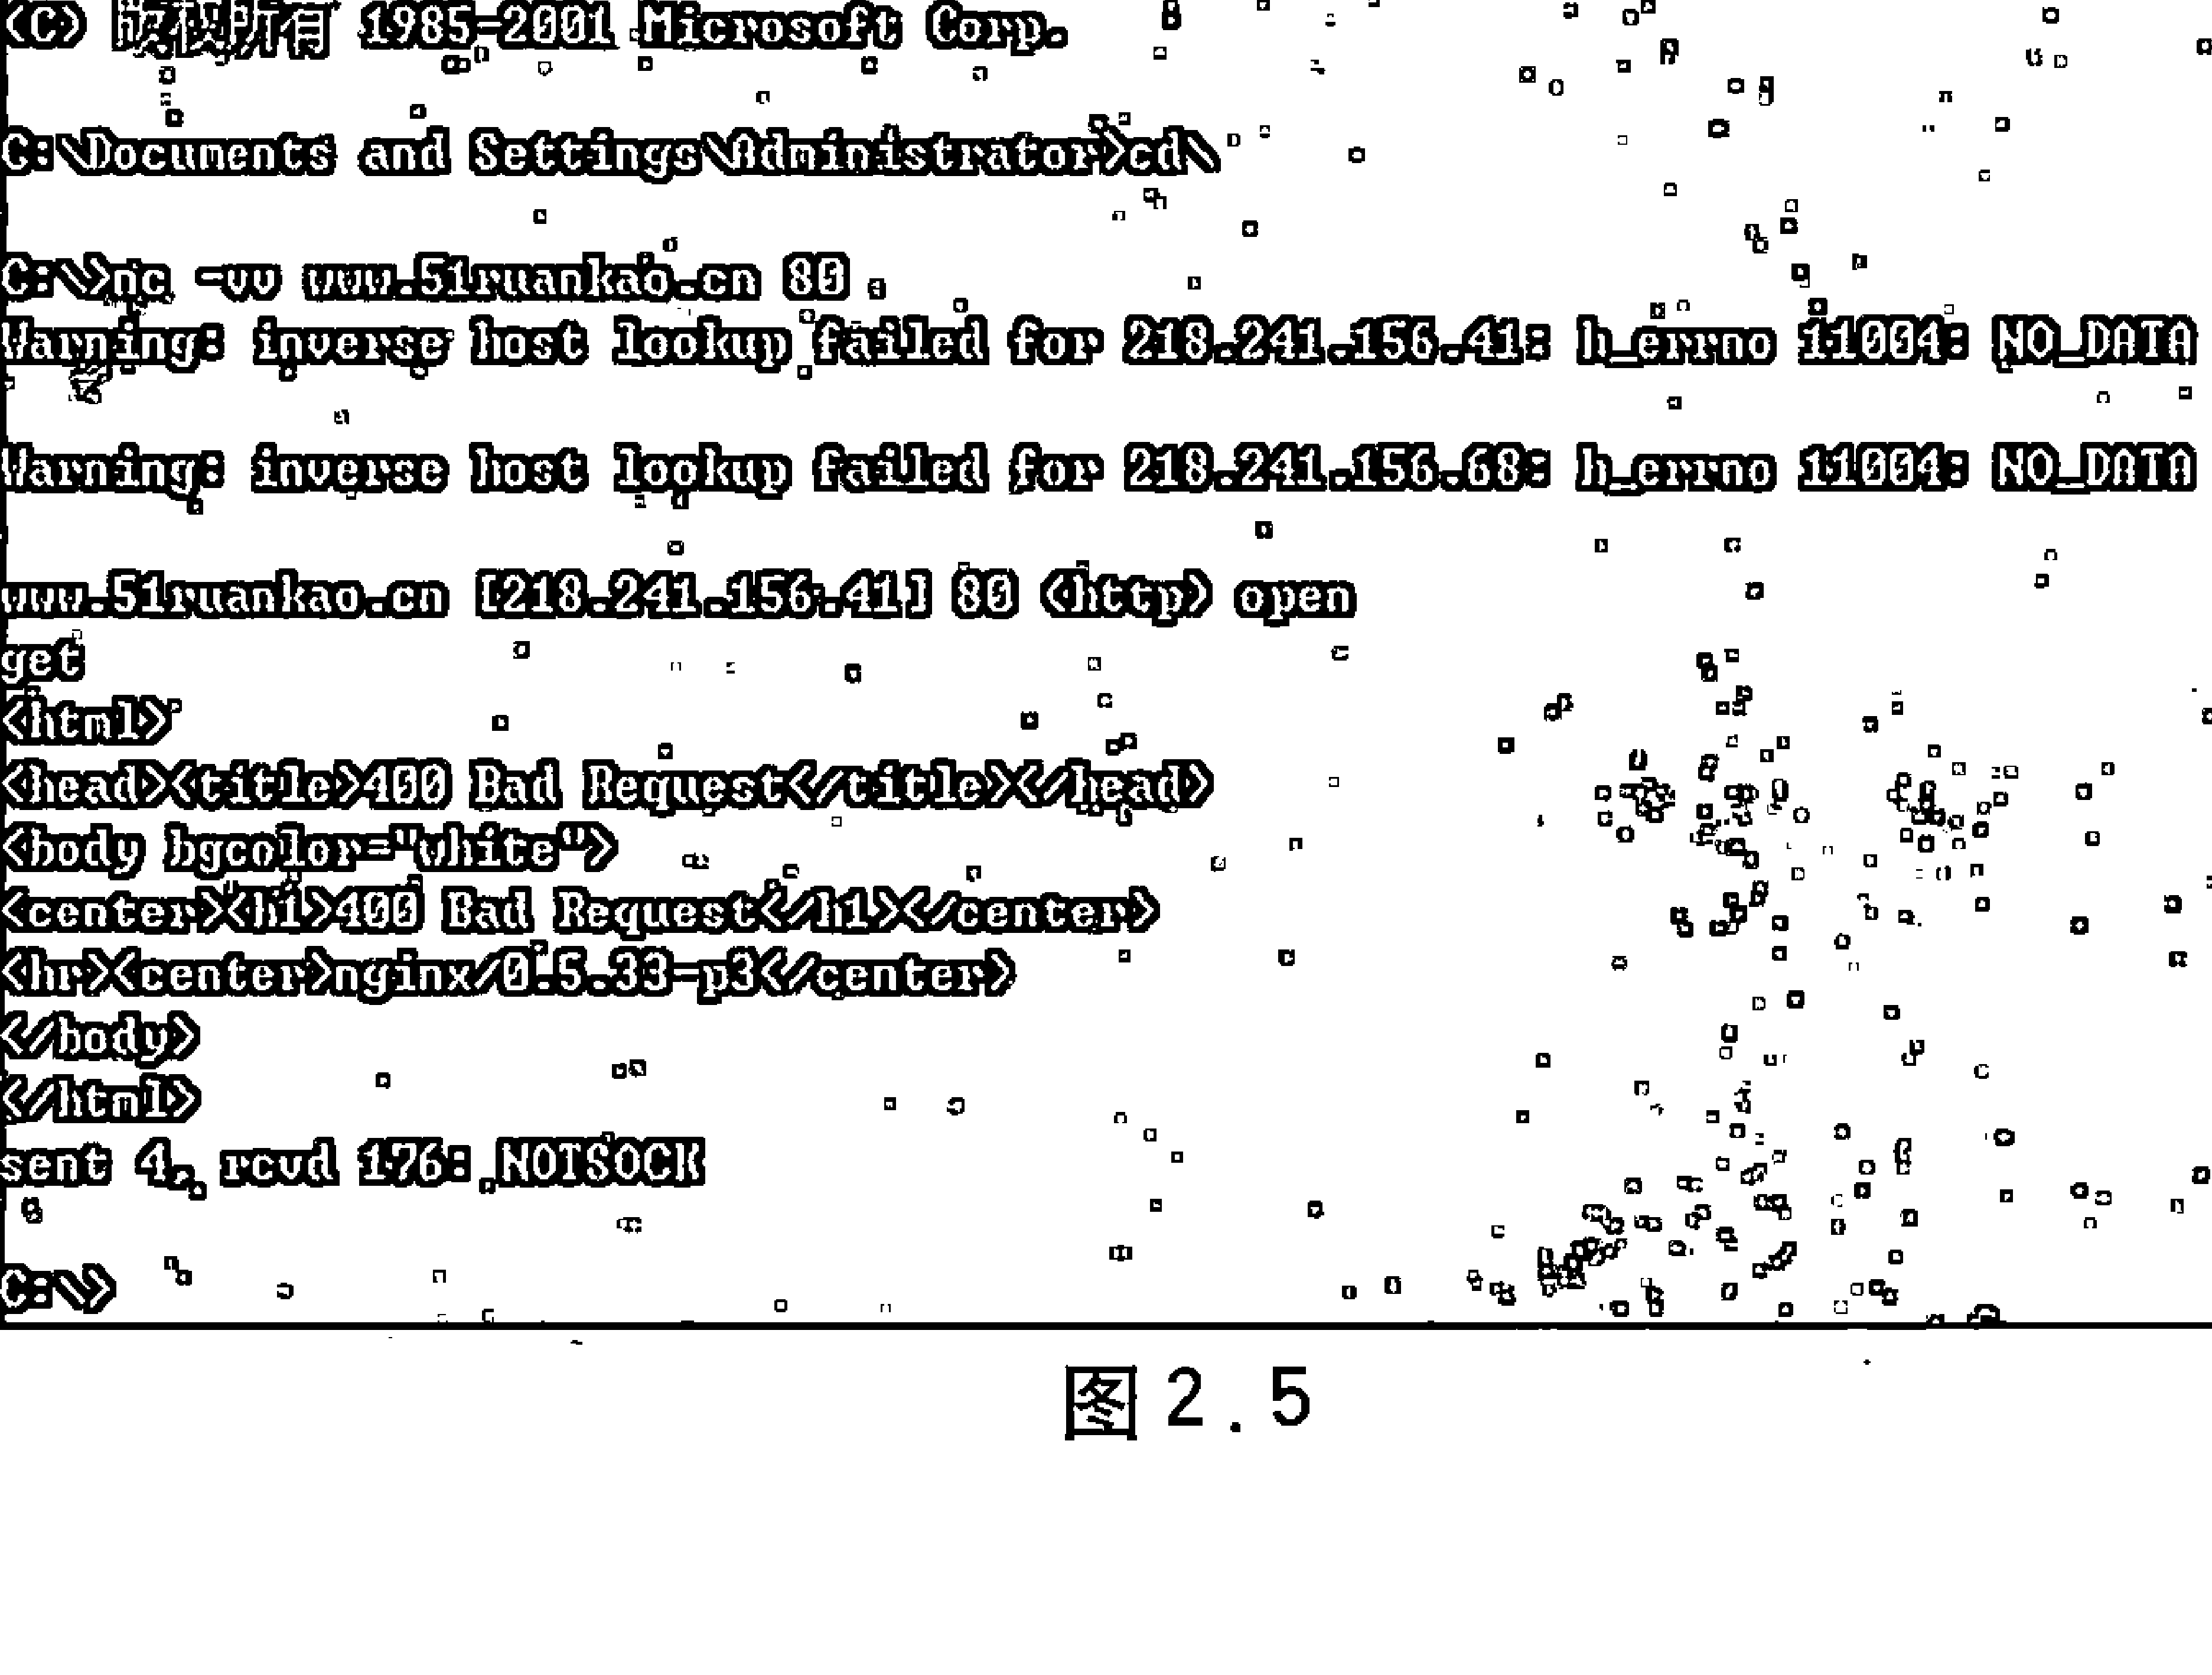 (C) 版权所有 1985-2001 Microsoft Corp.
C:\Documents and Settings\Administrator>cd\
C:\>nc -vv www.51ruankao.cn 80
Warning: inverse host lookup failed for 218.241.156.41: h_errno 11004: NO_DATA
Warning: inverse host lookup failed for 218.241.156.68: h_errno 11004: NO_DATA
www.51ruankao.cn [218.241.156.41] 80 (http) open
get
<html>
<head><title>400 Bad Request</title></head>
<body bgcolor="white">
<center><h1>400 Bad Request</h1></center>
<hr><center>nginx/0.5.33-p3</center>
</body>
</html>
sent 4, rcvd 176: NOTSOCK
C:\>
图 2.5